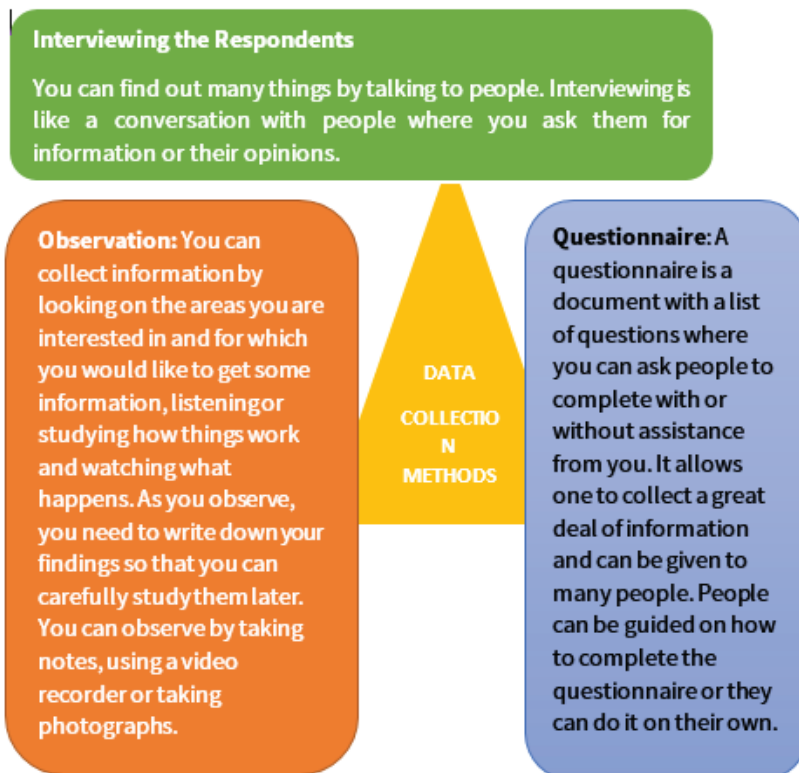 Interviewing the Respondents
You can find out many things by talking to people. Interviewing is
like a conversation with people where you ask them for
information or their opinions.
Observation: You can
collect information by
looking on the areas you are
interested in and for which
you would like to get some
information, listening or
studying how things work
and watching what
happens. As you observe,
you need to write down your
findings so that you can
carefully study them later.
You can observe by taking
notes, using a video
recorder or taking
photographs.
DATA
COLLECTIO
N
METHODS
Questionnaire: A
questionnaire is a
document with a list
of questions where
you can ask people to
complete with or
without assistance
from you. It allows
one to collect a great
deal of information
and can be given to
many people. People
can be guided on how
to complete the
questionnaire or they
can do it on their own.